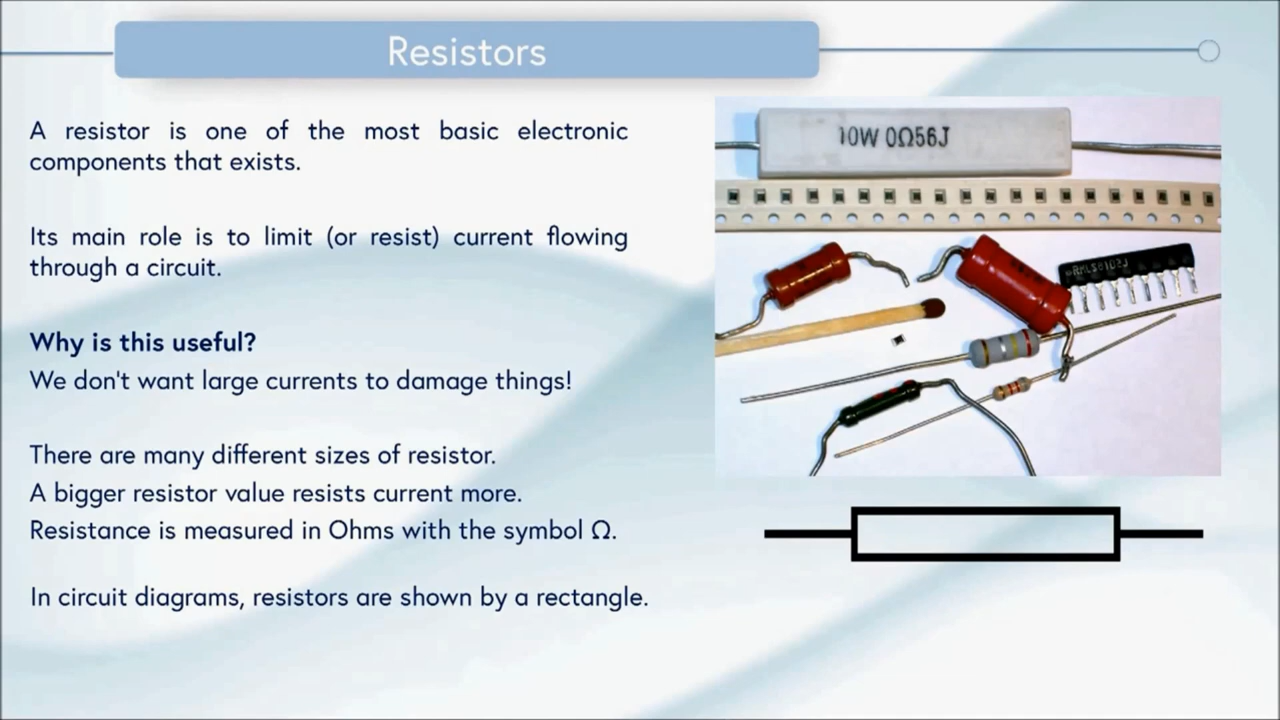 Resistors
A resistor is one of the most basic electronic
components that exists.
Its main role is to limit (or resist) current flowing
through a circuit.
Why is this useful?
We don't want large currents to damage things!
There are many different sizes of resistor.
A bigger resistor value resists current more.
Resistance is measured in Ohms with the symbol Ω.
In circuit diagrams, resistors are shown by a rectangle.
10W 0Ω56J